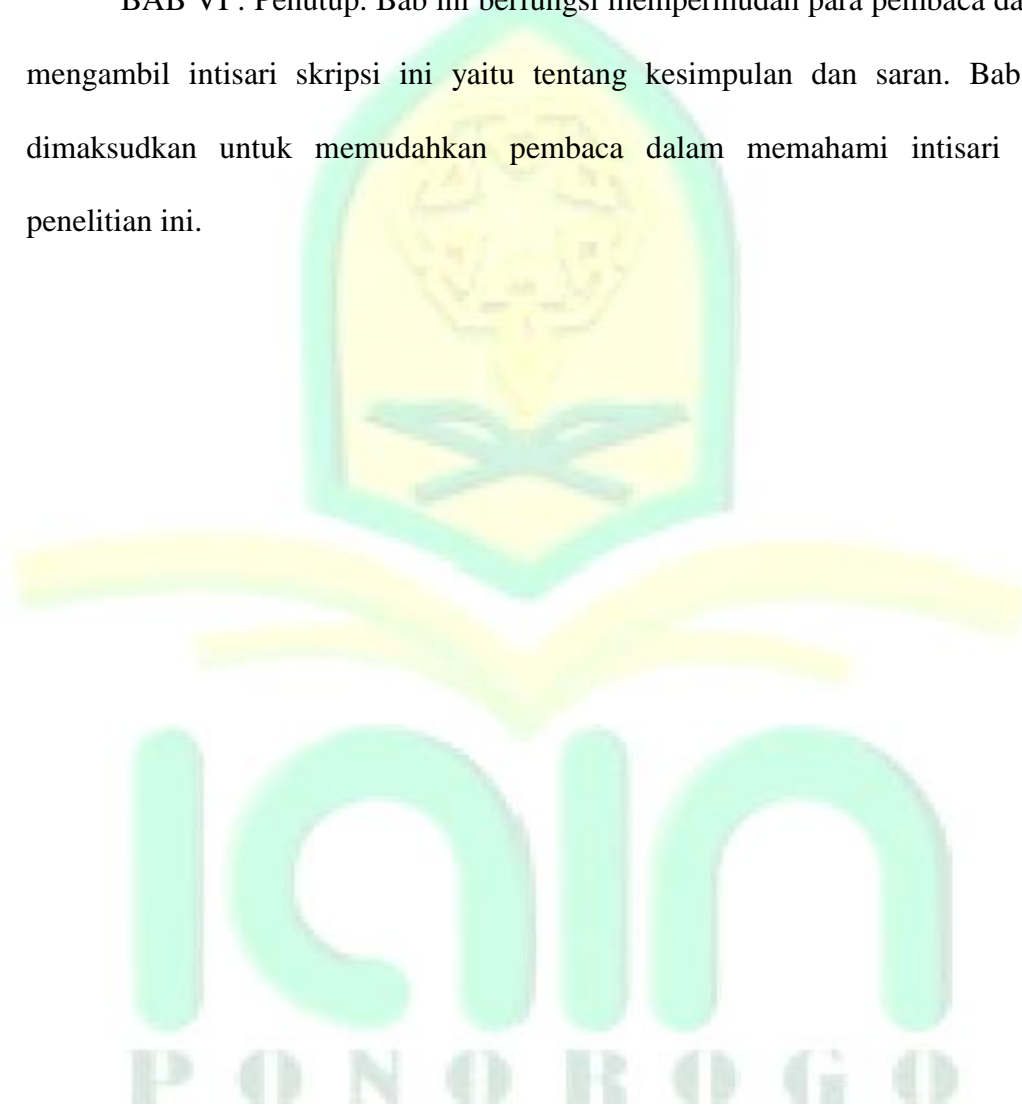 BAB VI : Penutup. Bab ini berfungsi mempermudah para pembaca da
mengambil intisari skripsi ini yaitu tentang kesimpulan dan saran. Bab
dimaksudkan untuk memudahkan pembaca dalam memahami intisari
penelitian ini.
iain
PONOROGO